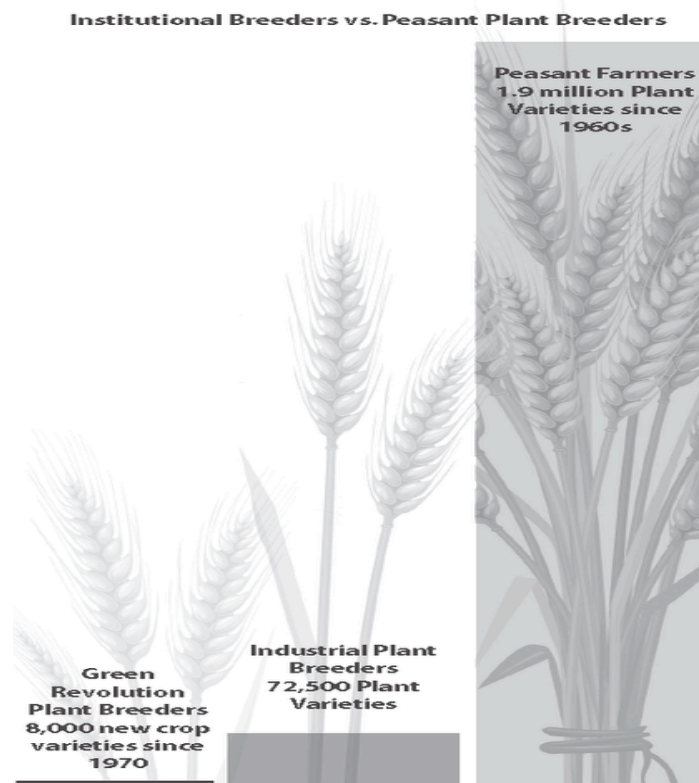 Institutional Breeders vs. Peasant Plant Breeders
Peasant Farmers
1.9 million Plant
Varieties since
1960s
Industrial Plant
Breeders
72,500 Plant
Varieties
Green
Revolution
Plant Breeders
8,000 new crop
varieties since
1970